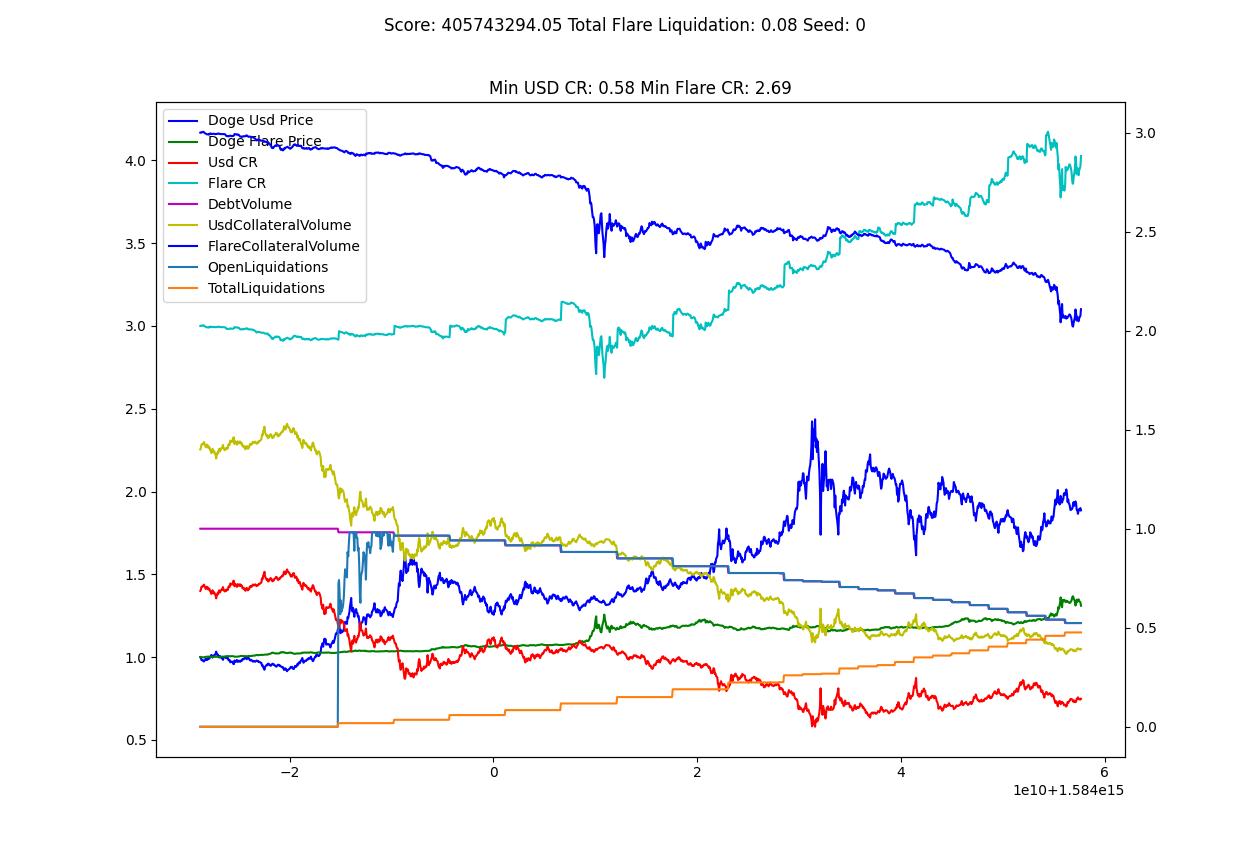 Score: 405743294.05 Total Flare Liquidation: 0.08 Seed: 0
Min USD CR: 0.58 Min Flare CR: 2.69
Doge Usd Price
Doge Flare Price
Usd CR
Flare CR
DebtVolume
UsdCollateralVolume
FlareCollateralVolume
OpenLiquidations
TotalLiquidations
4.0
3.5
3.0
2.5
2.0
1.5
1.0
0.5
3.0
2.5
2.0
1.5
1.0
0.5
0.0
−2 0 2 4 6
1e10+1.584e15